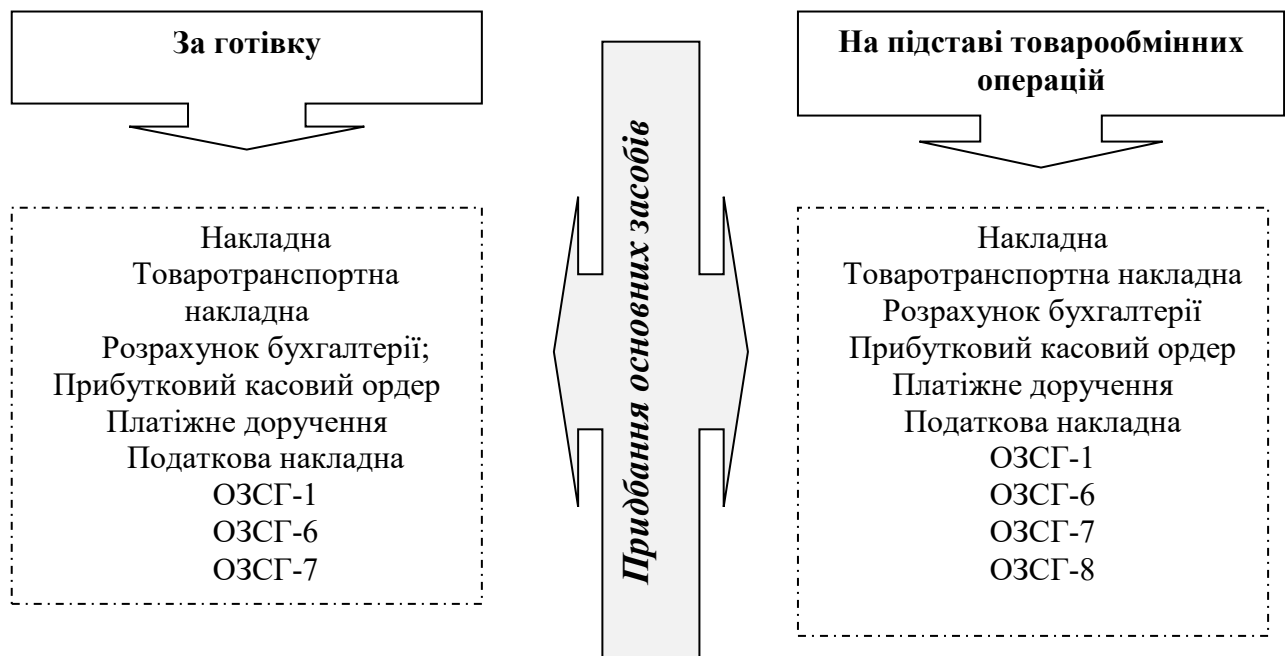 За готівку
Накладна
Товаротранспортна
накладна
Розрахунок бухгалтерії;
Прибутковий касовий ордер
Платіжне доручення
Податкова накладна
ОЗСГ-1
ОЗСГ-6
ОЗСГ-7
Придбання основних засобів
На підставі товарообмінних
операцій
Накладна
Товаротранспортна накладна
Розрахунок бухгалтерії
Прибутковий касовий ордер
Платіжне доручення
Податкова накладна
ОЗСГ-1
ОЗСГ-6
ОЗСГ-7
ОЗСГ-8